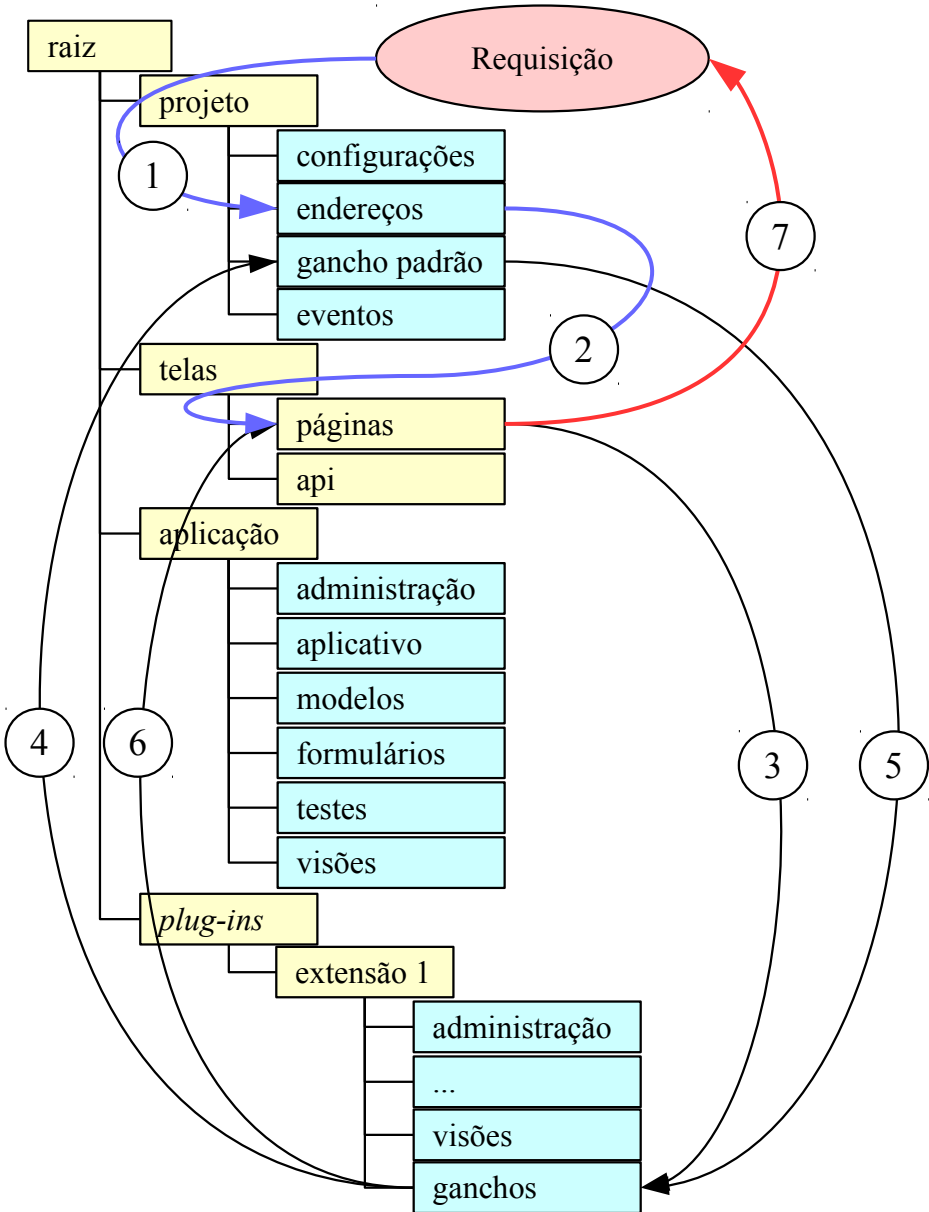 raiz
Requisição
projeto
configurações
1
endereços
7
gancho padrão
eventos
2
telas
páginas
api
aplicação
administração
aplicativo
modelos
4
6
formulários
3
5
testes
visões
plug-ins
extensão 1
administração
...
visões
ganchos